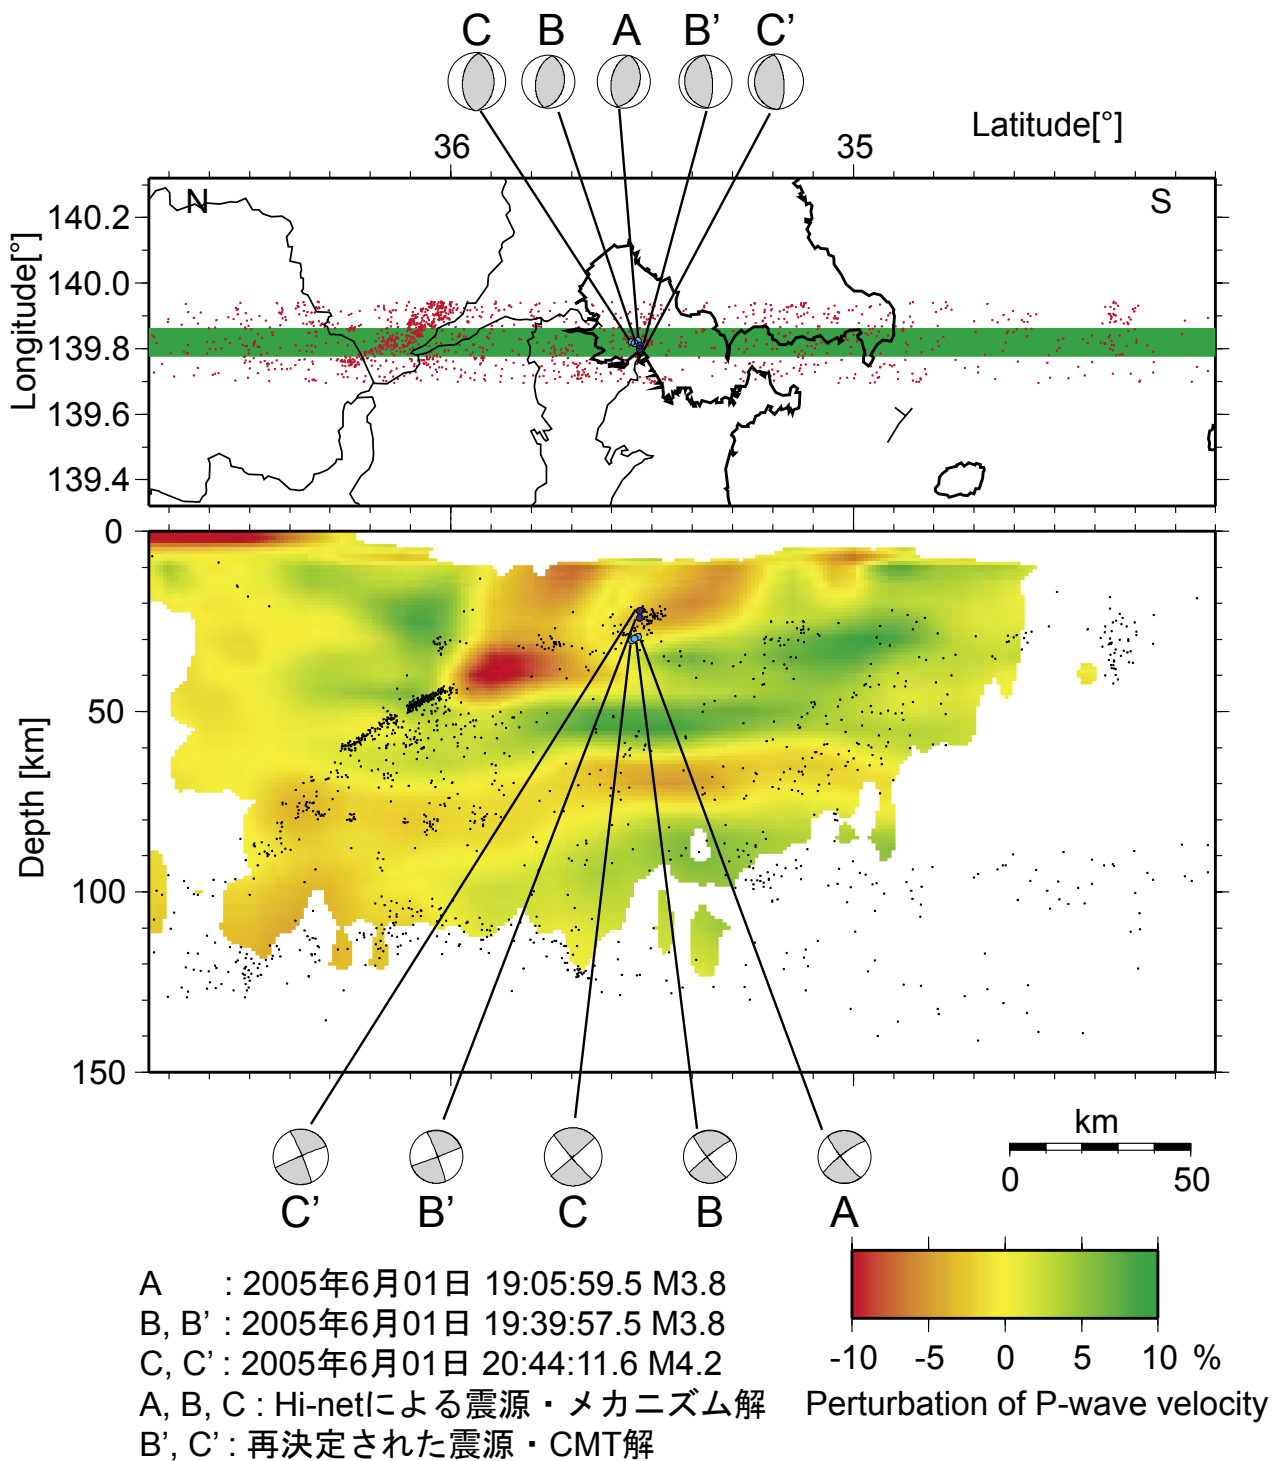 C B A B’ C’
Latitude[°]
36 35
N S
Longitude[°]
140.2
140.0
139.8
139.6
139.4
Depth [km]
0
50
100
150
C’ B’ C B A
km
0 50
A : 2005年6月01日 19:05:59.5 M3.8
B, B’ : 2005年6月01日 19:39:57.5 M3.8
C, C’ : 2005年6月01日 20:44:11.6 M4.2
A, B, C : Hi-netによる震源・メカニズム解
B’, C’ : 再決定された震源・CMT解
-10 -5 0 5 10 %
Perturbation of P-wave velocity